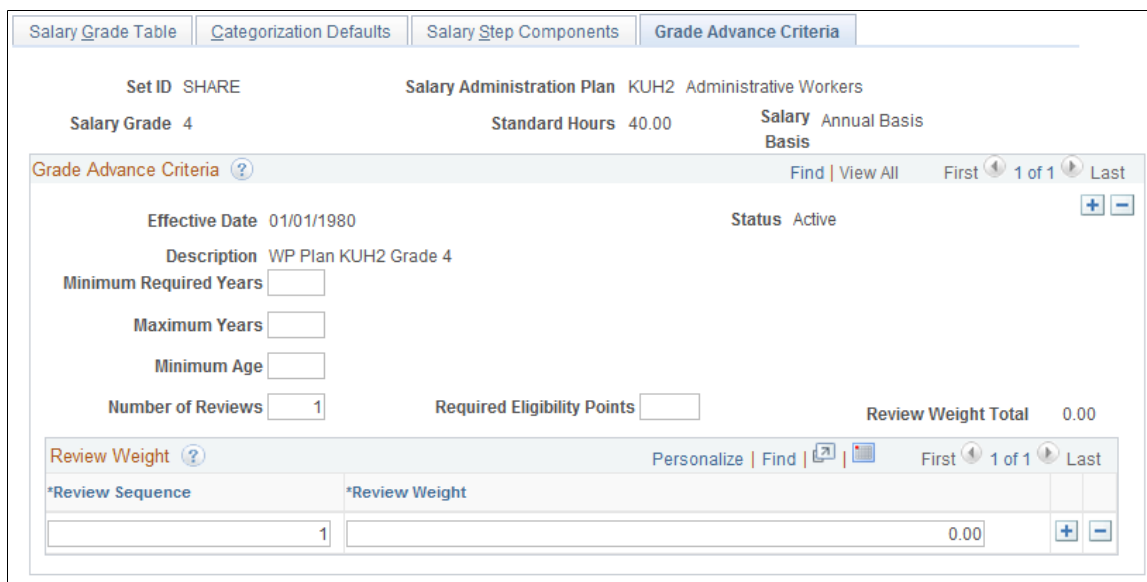 Salary Grade Table Categorization Defaults Salary Step Components Grade Advance Criteria
Set ID SHARE Salary Administration Plan KUH2 Administrative Workers
Salary Grade 4 Standard Hours 40.00 Salary Basis Annual Basis
Grade Advance Criteria ? Find | View All First 1 of 1 Last
Effective Date 01/01/1980 Status Active
Description WP Plan KUH2 Grade 4
Minimum Required Years
Maximum Years
Minimum Age
Number of Reviews 1 Required Eligibility Points Review Weight Total 0.00
Review Weight ? Personalize | Find | | First 1 of 1 Last
*Review Sequence *Review Weight
1 0.00